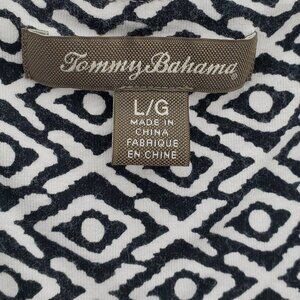 Tommy Bahama
L/G
MADE IN
CHINA
FABRIQUE
EN CHINE